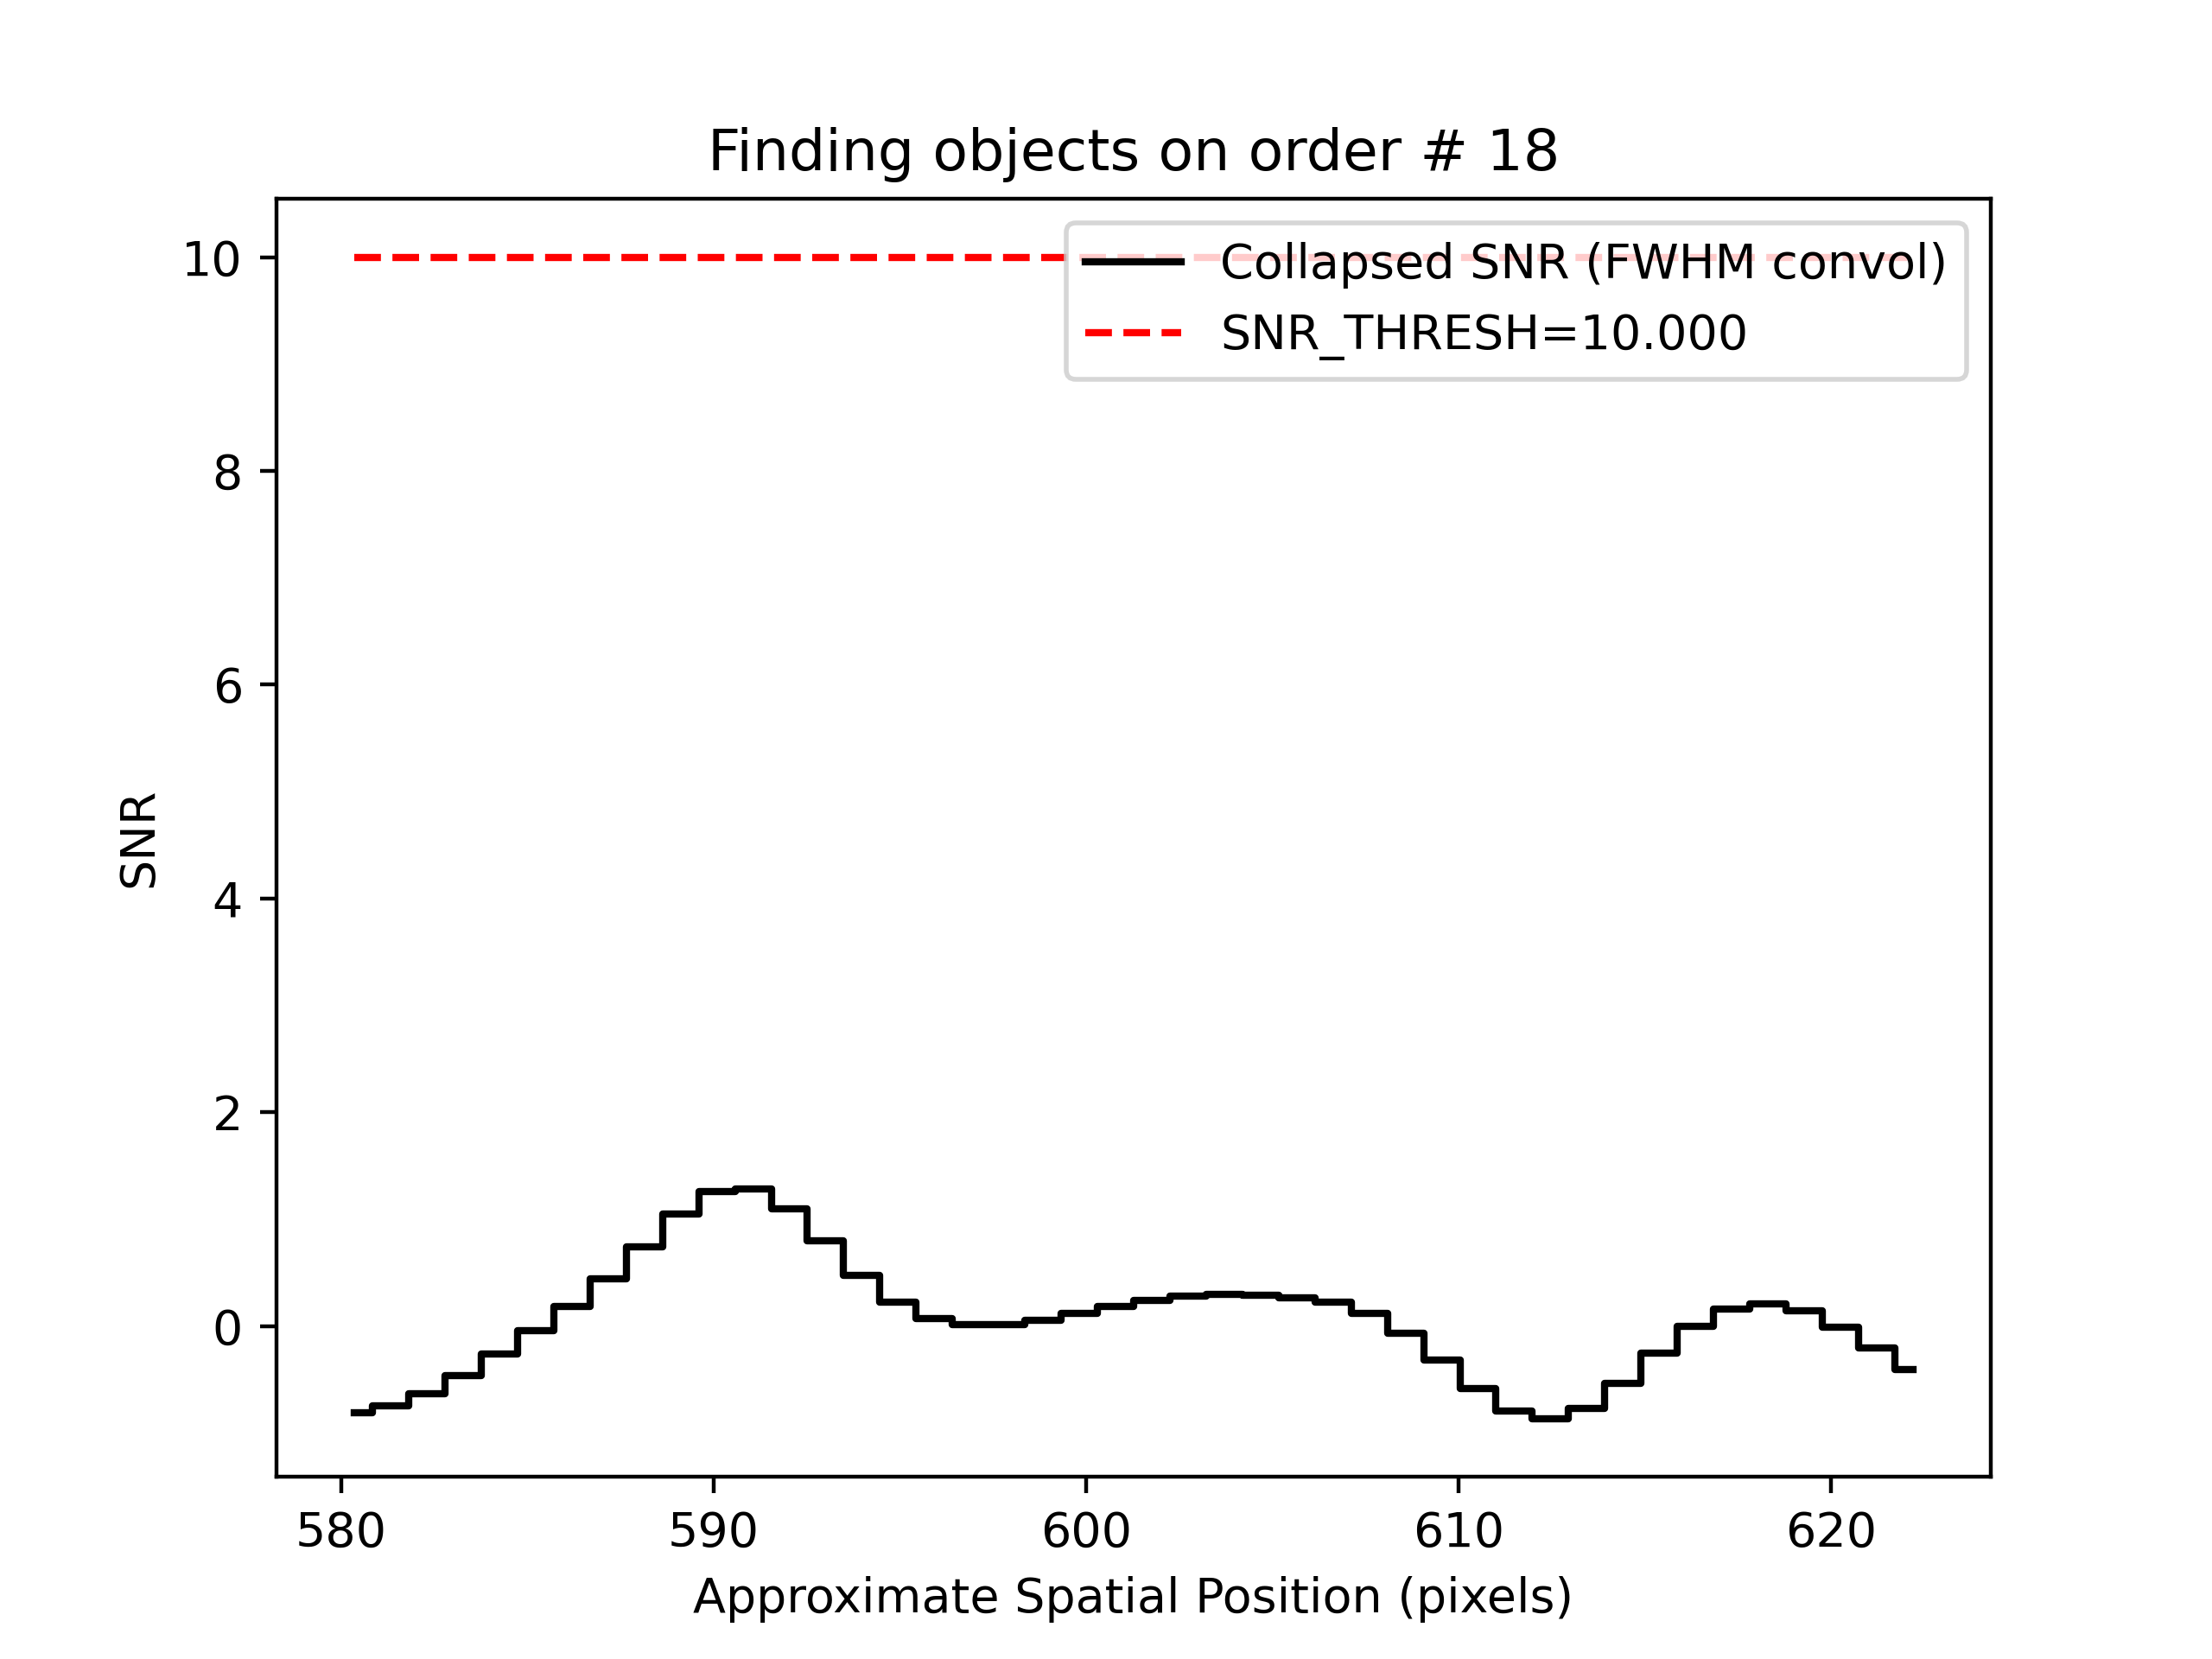 Finding objects on order # 18
Collapsed SNR (FWHM convol)
SNR_THRESH=10.000
10
8
6
4
2
0
SNR
580 590 600 610 620
Approximate Spatial Position (pixels)